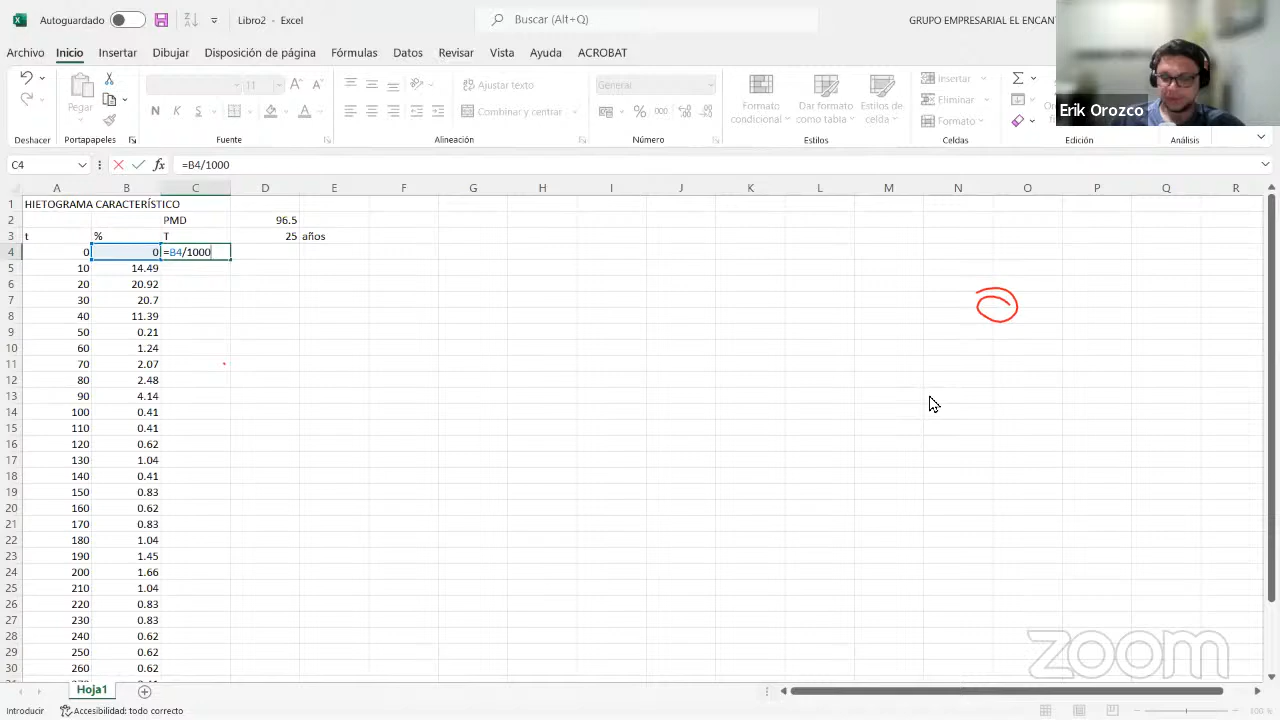 Autoguardado
Libro2 - Excel
Buscar (Alt+Q)
GRUPO EMPRESARIAL EL ENCAN
Archivo Inicio Insertar Dibujar Disposición de página Fórmulas Datos Revisar Vista Ayuda ACROBAT
Pegar
11
N K S
Ajustar texto
Combinar y centrar
General
% 000
Formato condicional
Dar formato como tabla
Estilos de celda
Insertar
Eliminar
Formato
Deshacer Portapapeles Fuente Alineación Número Estilos Celdas Edición Análisis
Erik Orozco
C4 fx =B4/1000
A B C D E F G H I J K L M N O P Q R
1 HIETOGRAMA CARACTERÍSTICO
2 PMD 96.5
3 t % T 25 años
4 0 0 =B4/1000
5 10 14.49
6 20 20.92
7 30 20.7
8 40 11.39
9 50 0.21
10 60 1.24
11 70 2.07
12 80 2.48
13 90 4.14
14 100 0.41
15 110 0.41
16 120 0.62
17 130 1.04
18 140 0.41
19 150 0.83
20 160 0.62
21 170 0.83
22 180 1.04
23 190 1.45
24 200 1.66
25 210 1.04
26 220 0.83
27 230 0.83
28 240 0.62
29 250 0.62
30 260 0.62
zoom
Hoja1
Introducir
Accesibilidad: todo correcto
100 %